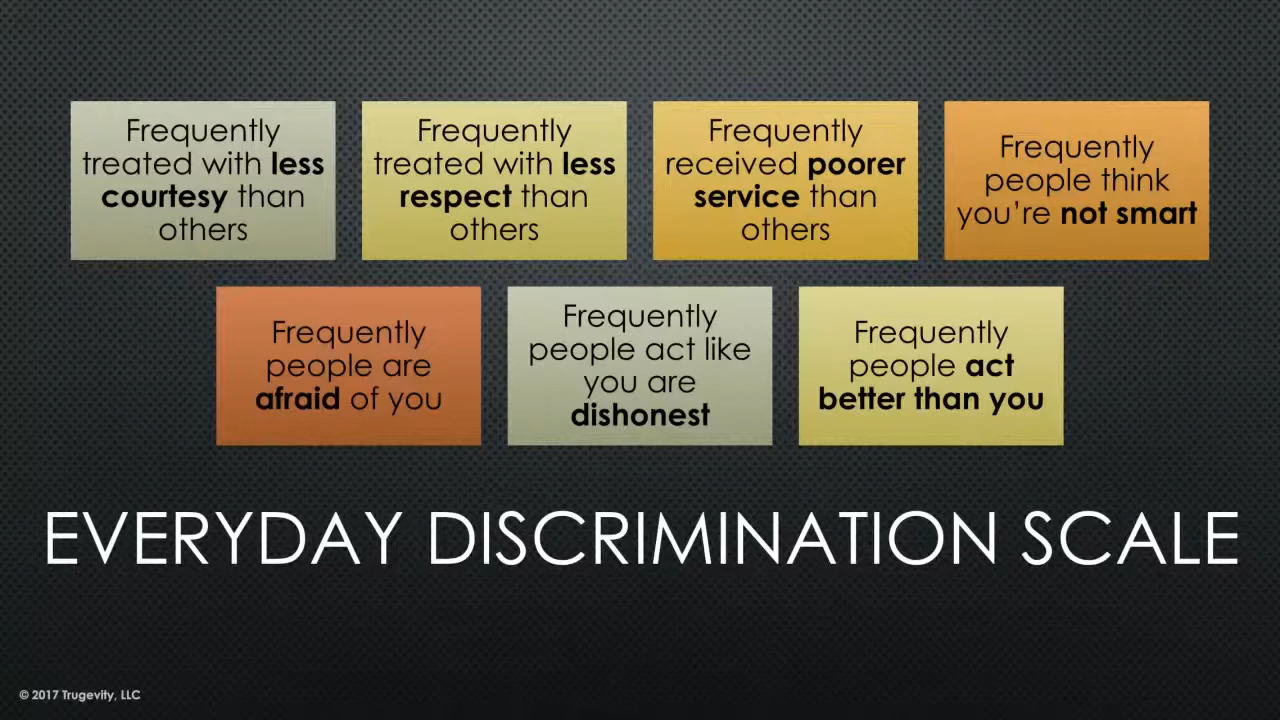 Frequently
treated with less
courtesy than
others
Frequently
treated with less
respect than
others
Frequently
received poorer
service than
others
Frequently
people think
you're not smart
Frequently
people are
afraid of you
Frequently
people act like
you are
dishonest
Frequently
people act
better than you
EVERYDAY DISCRIMINATION SCALE
© 2017 Trugevity, LLC